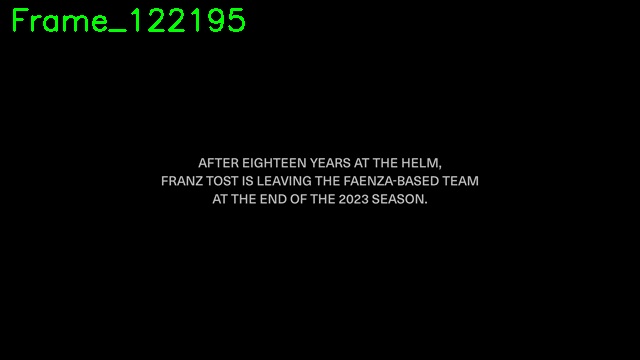 Frame_122195
AFTER EIGHTEEN YEARS AT THE HELM,
FRANZ TOST IS LEAVING THE FAENZA-BASED TEAM
AT THE END OF THE 2023 SEASON.